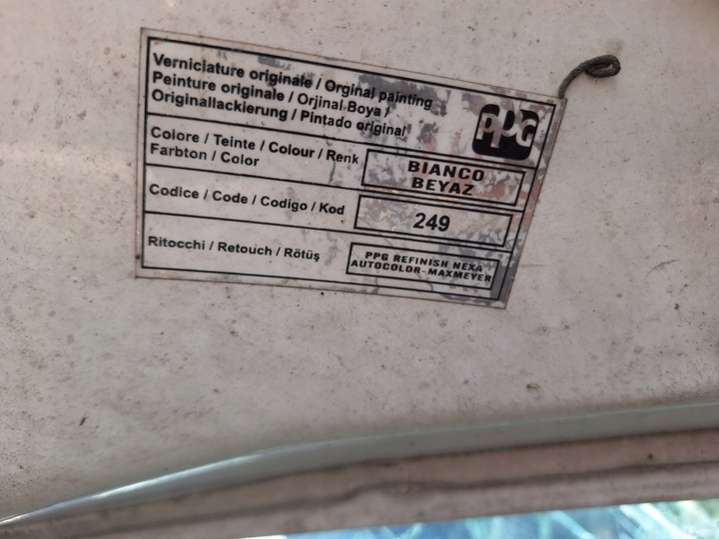 Verniciature originale / Orginal painting
Peinture originale / Orjinal Boya /
Originallackierung / Pintado original
PPG
Colore / Teinte / Colour / Renk
Farbton / Color
BIANCO
BEYAZ
Codice / Code / Codigo / Kod
249
Ritocchi / Retouch / Rötüş
PPG REFINISH NEXA
AUTOCOLOR-MAXMEYER